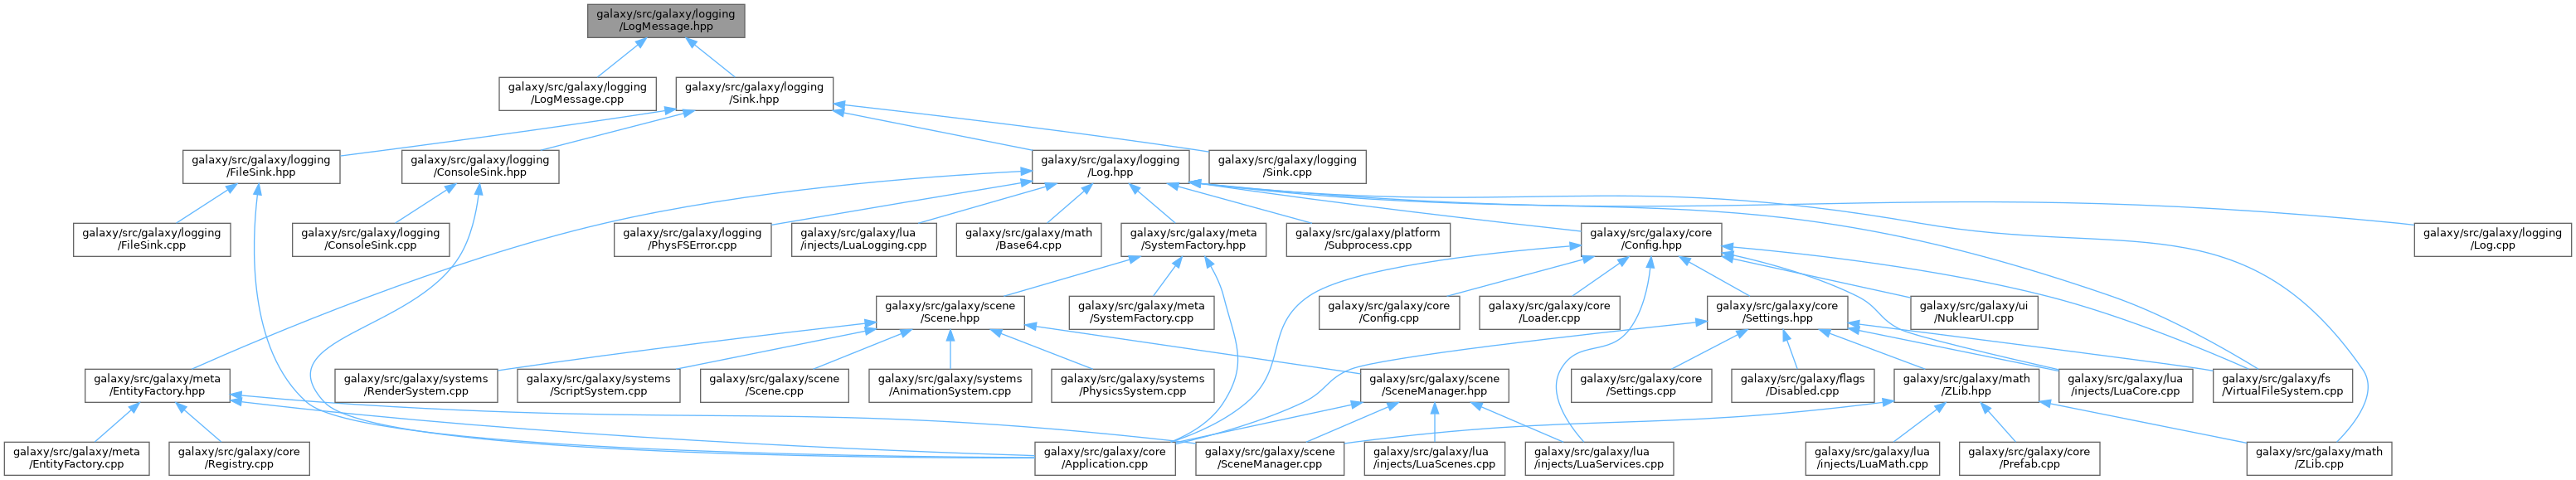 galaxy/src/galaxy/logging
/LogMessage.hpp
galaxy/src/galaxy/logging
/LogMessage.cpp
galaxy/src/galaxy/logging
/Sink.hpp
galaxy/src/galaxy/logging
/FileSink.hpp
galaxy/src/galaxy/logging
/ConsoleSink.hpp
galaxy/src/galaxy/logging
/Log.hpp
galaxy/src/galaxy/logging
/Sink.cpp
galaxy/src/galaxy/logging
/FileSink.cpp
galaxy/src/galaxy/logging
/ConsoleSink.cpp
galaxy/src/galaxy/logging
/PhysFSError.cpp
galaxy/src/galaxy/lua
/injects/LuaLogging.cpp
galaxy/src/galaxy/math
/Base64.cpp
galaxy/src/galaxy/meta
/SystemFactory.hpp
galaxy/src/galaxy/platform
/Subprocess.cpp
galaxy/src/galaxy/core
/Config.hpp
galaxy/src/galaxy/logging
/Log.cpp
galaxy/src/galaxy/scene
/Scene.hpp
galaxy/src/galaxy/meta
/SystemFactory.cpp
galaxy/src/galaxy/core
/Config.cpp
galaxy/src/galaxy/core
/Loader.cpp
galaxy/src/galaxy/core
/Settings.hpp
galaxy/src/galaxy/ui
/NuklearUI.cpp
galaxy/src/galaxy/meta
/EntityFactory.hpp
galaxy/src/galaxy/systems
/RenderSystem.cpp
galaxy/src/galaxy/systems
/ScriptSystem.cpp
galaxy/src/galaxy/scene
/Scene.cpp
galaxy/src/galaxy/systems
/AnimationSystem.cpp
galaxy/src/galaxy/systems
/PhysicsSystem.cpp
galaxy/src/galaxy/scene
/SceneManager.hpp
galaxy/src/galaxy/core
/Settings.cpp
galaxy/src/galaxy/flags
/Disabled.cpp
galaxy/src/galaxy/math
/ZLib.hpp
galaxy/src/galaxy/lua
/injects/LuaCore.cpp
galaxy/src/galaxy/fs
/VirtualFileSystem.cpp
galaxy/src/galaxy/meta
/EntityFactory.cpp
galaxy/src/galaxy/core
/Registry.cpp
galaxy/src/galaxy/core
/Application.cpp
galaxy/src/galaxy/scene
/SceneManager.cpp
galaxy/src/galaxy/lua
/injects/LuaScenes.cpp
galaxy/src/galaxy/lua
/injects/LuaServices.cpp
galaxy/src/galaxy/lua
/injects/LuaMath.cpp
galaxy/src/galaxy/core
/Prefab.cpp
galaxy/src/galaxy/math
/ZLib.cpp